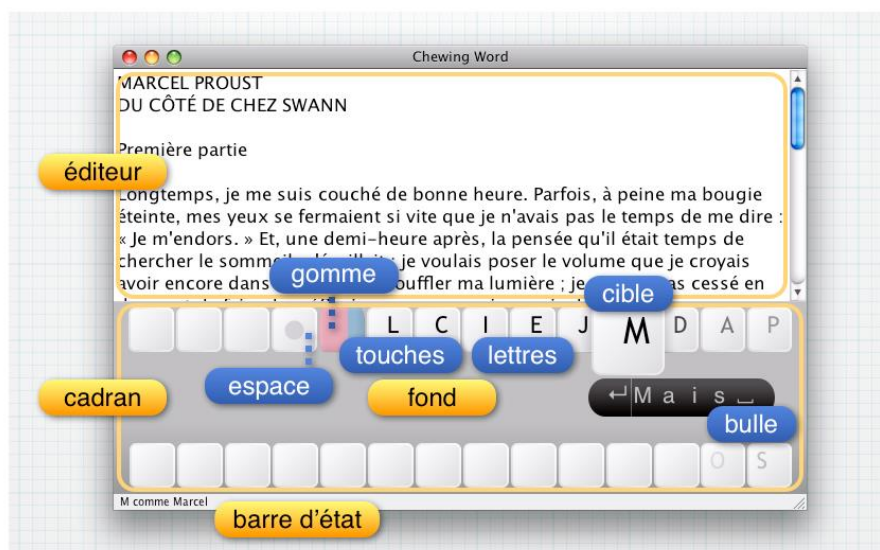 Chewing Word
MARCEL PROUST
DU CÔTÉ DE CHEZ SWANN
Première partie
éditeur
Longtemps, je me suis couché de bonne heure. Parfois, à peine ma bougie
éteinte, mes yeux se fermaient si vite que je n'avais pas le temps de me dire :
« Je m'endors. » Et, une demi-heure après, la pensée qu'il était temps de
chercher le je voulais poser le volume que je croyais
avoir encore dans ma lumière ; cessé en
gomme
cible
L C I E J M D A P
touches lettres
espace
cadran
fond
↵Mais⎵
bulle
O S
M comme Marcel
barre d'état